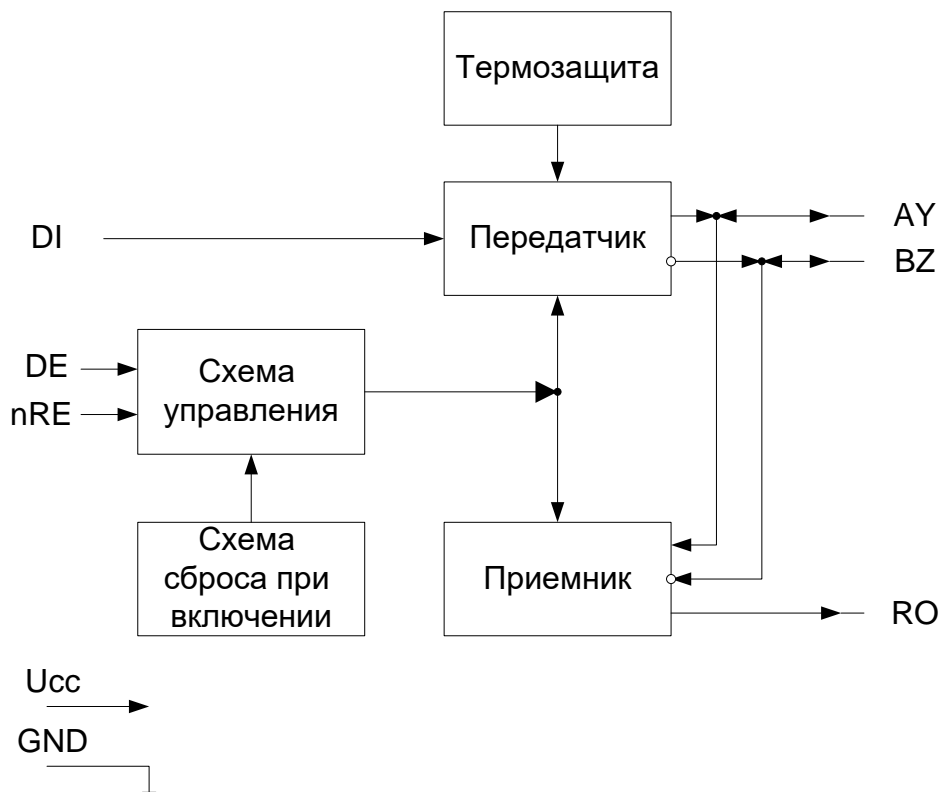 Термозащита
DI
Передатчик
AY
BZ
DE
nRE
Схема
управления
Схема
сброса при
включении
Приемник
RO
Ucc
GND